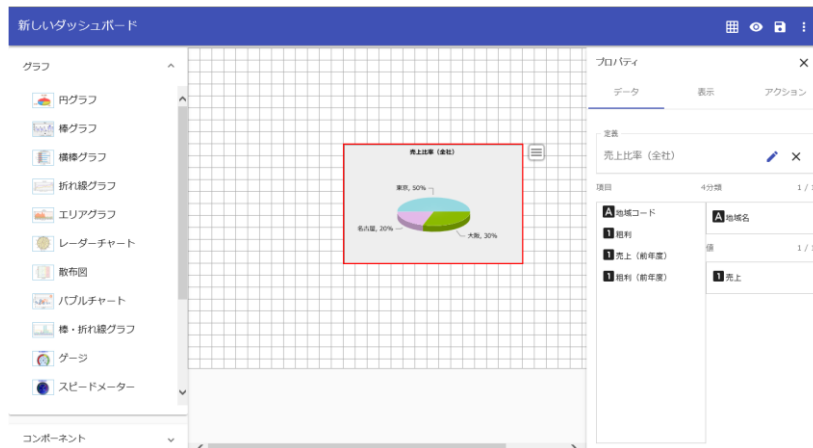 新しいダッシュボード
グラフ
円グラフ
棒グラフ
横棒グラフ
折れ線グラフ
エリアグラフ
レーダーチャート
散布図
バブルチャート
棒・折れ線グラフ
ゲージ
スピードメーター
コンポーネント
売上比率（全社）
東京, 50%
名古屋, 20%
大阪, 30%
プロパティ
データ 表示 アクション
定義
売上比率（全社）
項目 4分類 1 /
A 地域コード
1 粗利
1 売上（前年度）
1 粗利（前年度）
A 地域名
値 1 /
1 売上